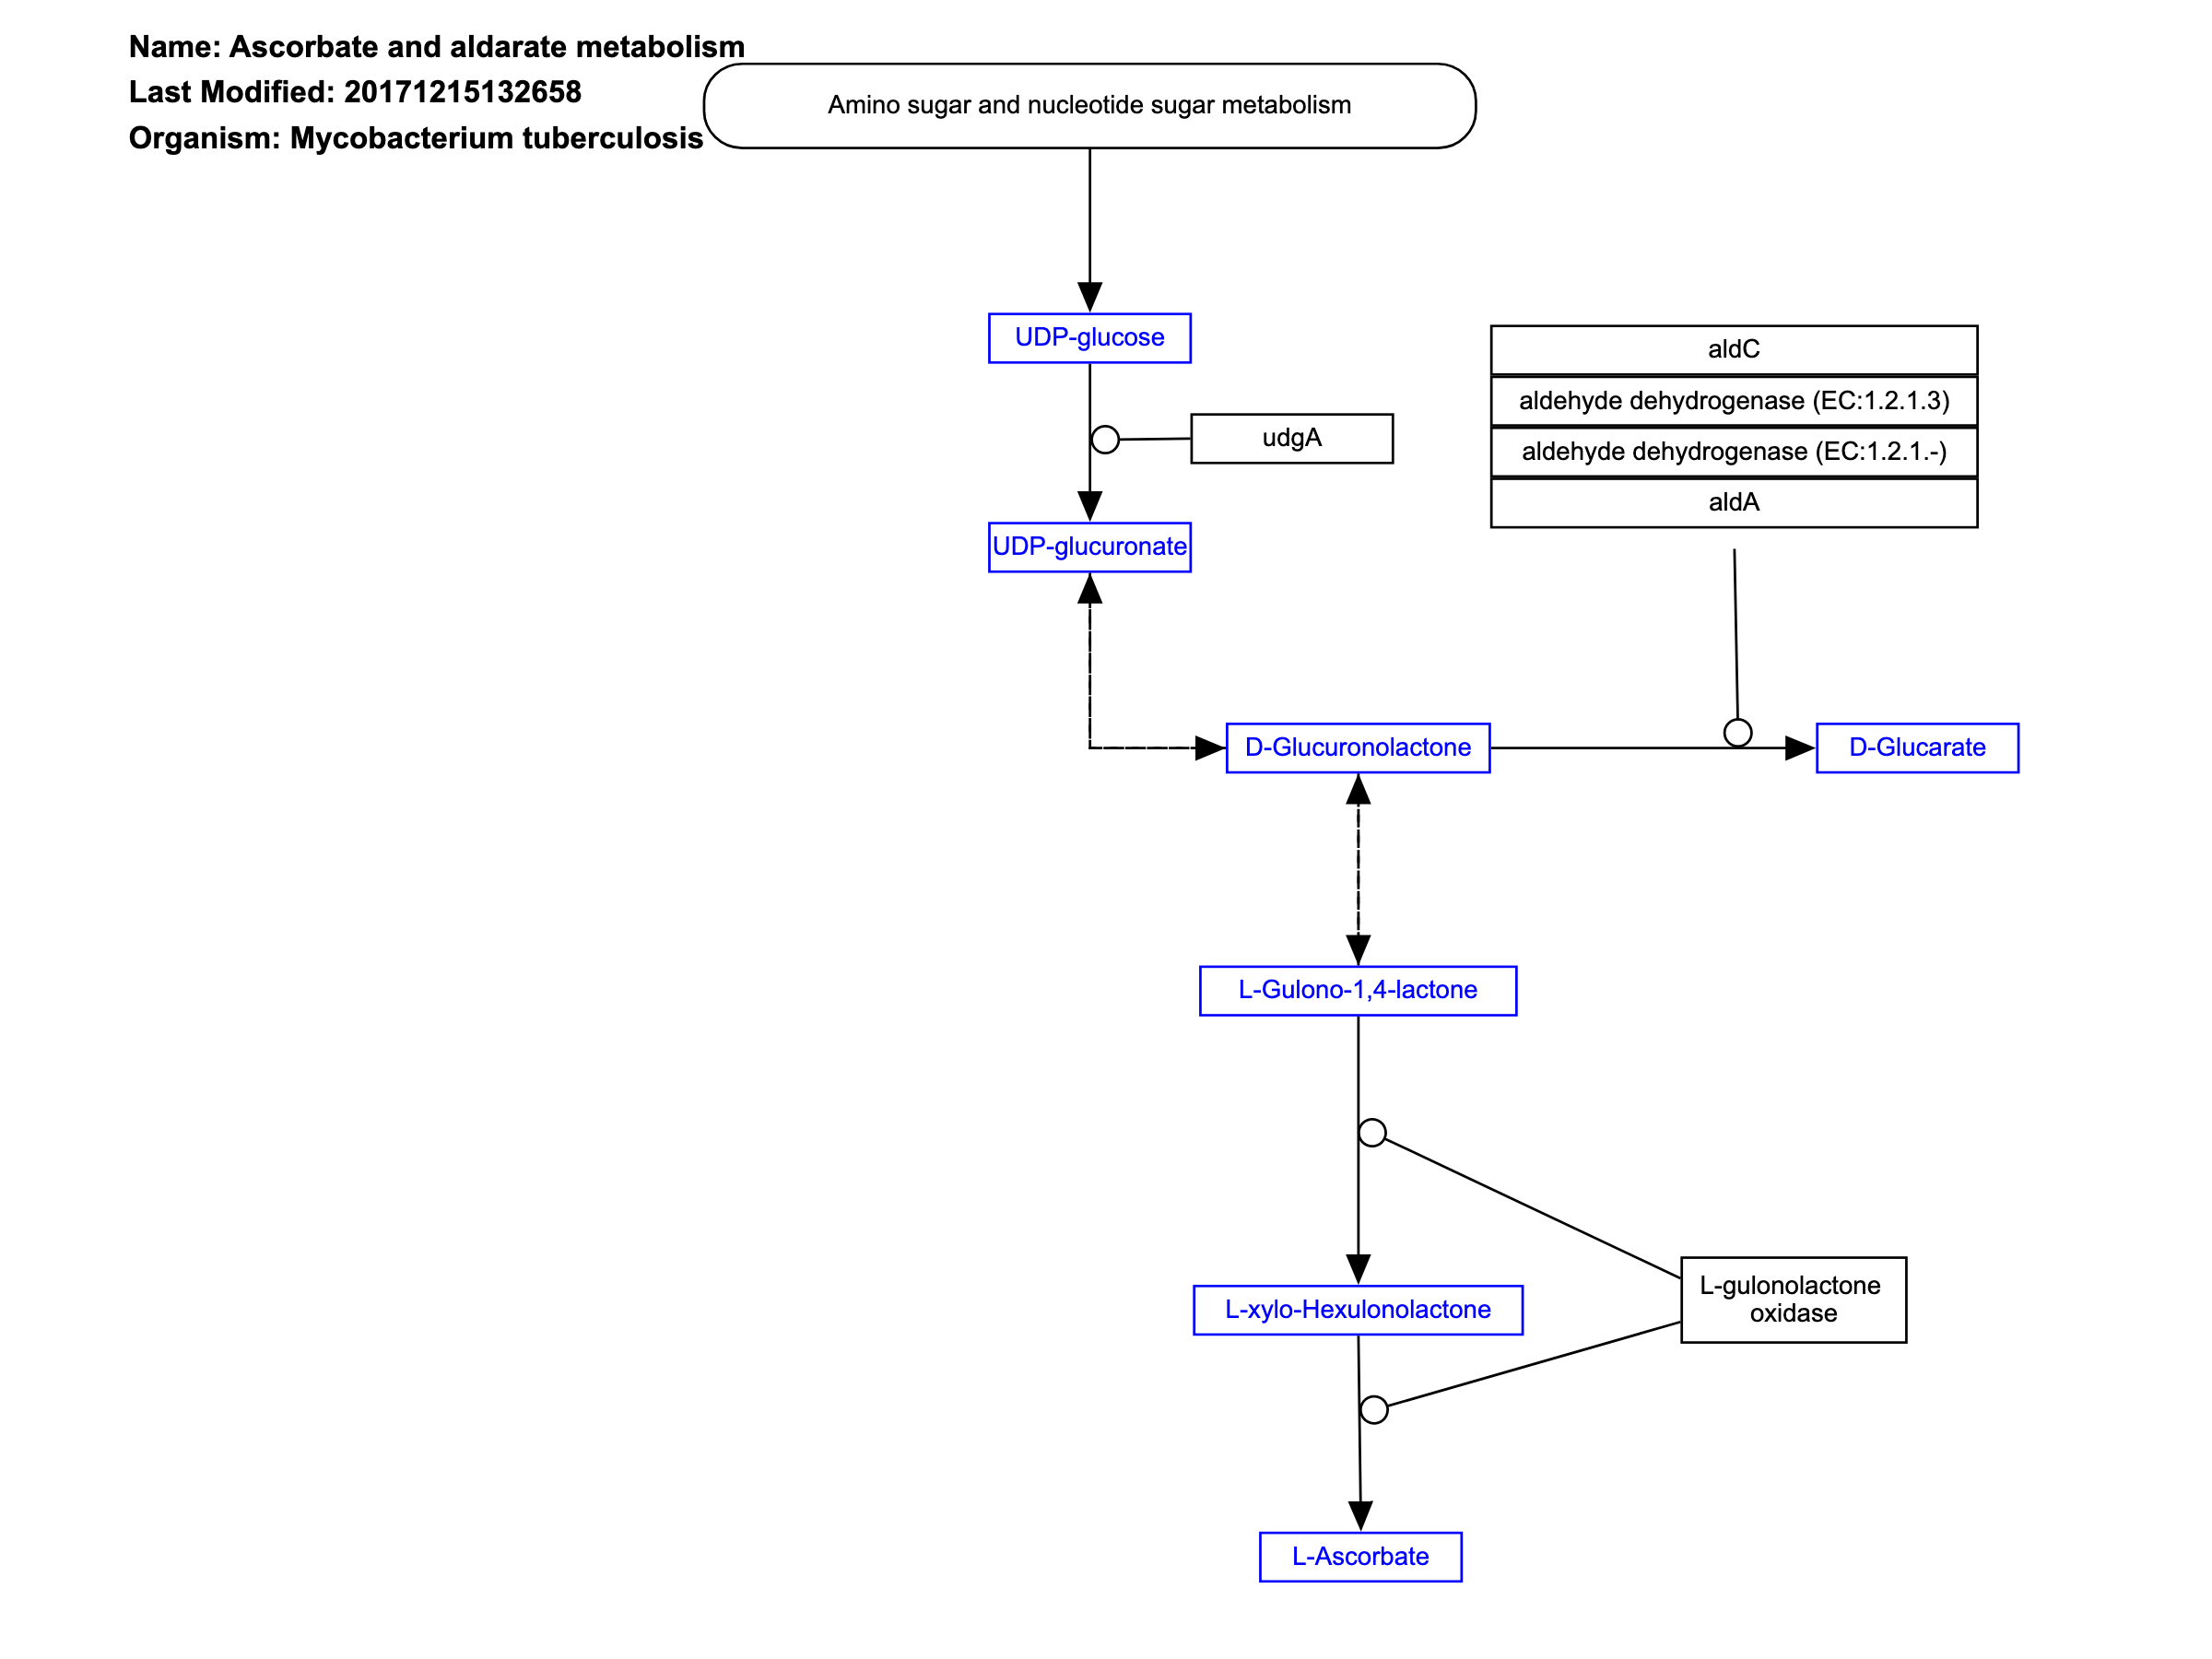 Name: Ascorbate and aldarate metabolism
Last Modified: 20171215132658
Organism: Mycobacterium tuberculosis
Amino sugar and nucleotide sugar metabolism
UDP-glucose
aldC
aldehyde dehydrogenase (EC:1.2.1.3)
udgA
aldehyde dehydrogenase (EC:1.2.1.-)
aldA
UDP-glucuronate
D-Glucuronolactone
D-Glucarate
L-Gulono-1,4-lactone
L-xylo-Hexulonolactone
L-gulonolactone
oxidase
L-Ascorbate